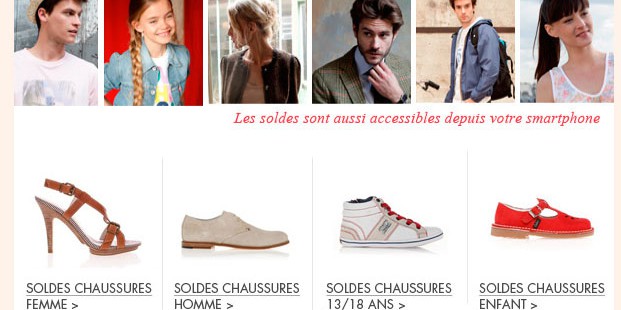 Les soldes sont aussi accessibles depuis votre smartphone
SOLDES CHAUSSURES
FEMME >
SOLDES CHAUSSURES
HOMME >
SOLDES CHAUSSURES
13/18 ANS >
SOLDES CHAUSSURES
ENFANT >